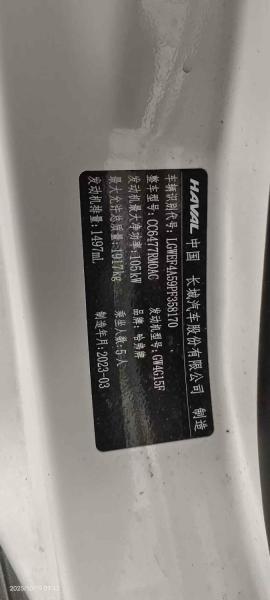 HAVAL 中国 长城汽车股份有限公司 制造
车辆识别代号: LGWEF4A59PF358170
整车型号: CC6477RM0AC 发动机型号: GW4G15F
发动机最大净功率: 105kW 品牌: 哈弗牌
最大允许总质量: 1917kg 乘坐人数: 5人
发动机排量: 1497ml 制造年月: 2023-03